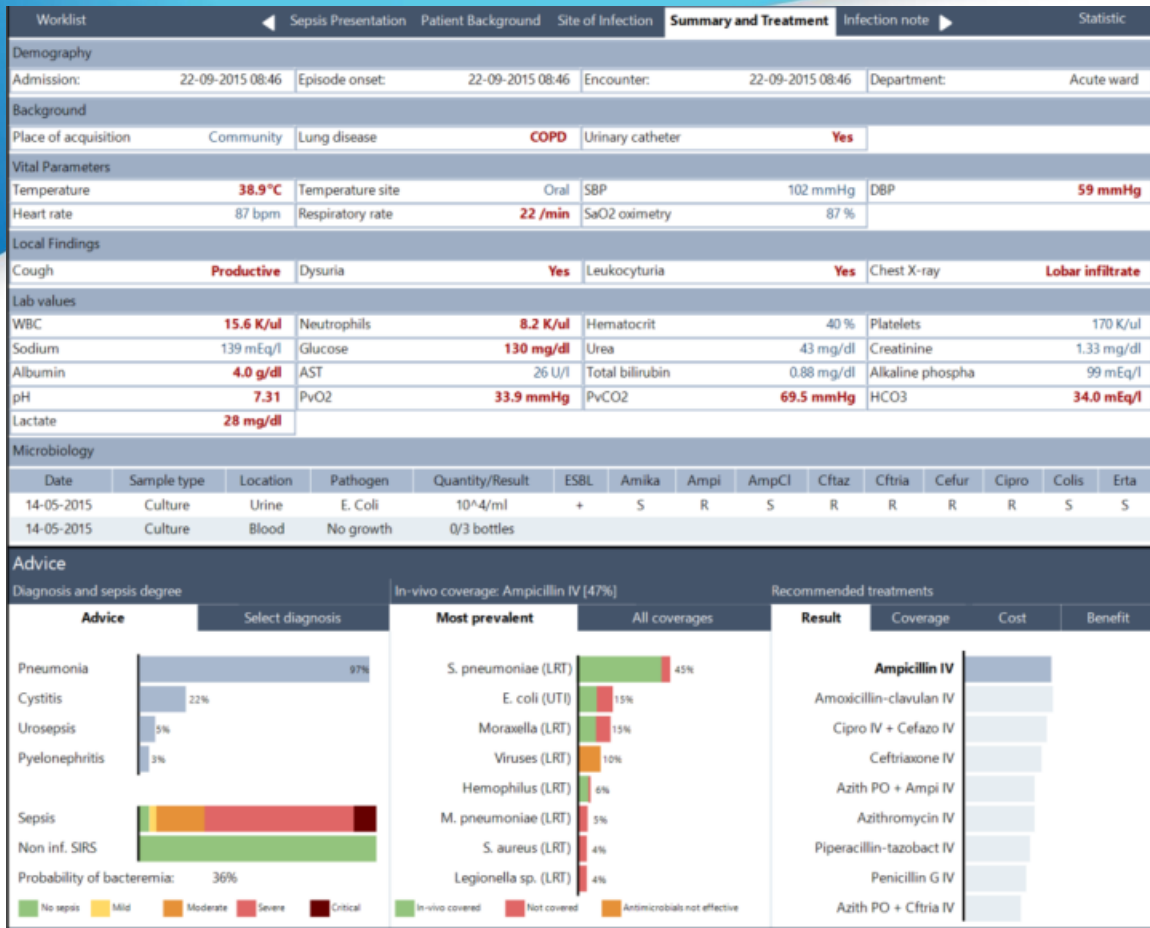 Worklist Sepsis Presentation Patient Background Site of Infection Summary and Treatment Infection note Statistic
Demography
Admission: 22-09-2015 08:46 Episode onset: 22-09-2015 08:46 Encounter: 22-09-2015 08:46 Department: Acute ward
Background
Place of acquisition Community Lung disease COPD Urinary catheter Yes
Vital Parameters
Temperature 38.9°C Temperature site Oral SBP 102 mmHg DBP 59 mmHg
Heart rate 87 bpm Respiratory rate 22 /min SaO2 oximetry 87 %
Local Findings
Cough Productive Dysuria Yes Leukocyturia Yes Chest X-ray Lobar infiltrate
Lab values
WBC 15.6 K/ul Neutrophils 8.2 K/ul Hematocrit 40 % Platelets 170 K/ul
Sodium 139 mEq/l Glucose 130 mg/dl Urea 43 mg/dl Creatinine 1.33 mg/dl
Albumin 4.0 g/dl AST 26 U/l Total bilirubin 0.88 mg/dl Alkaline phospha 99 mEq/l
pH 7.31 PvO2 33.9 mmHg PvCO2 69.5 mmHg HCO3 34.0 mEq/l
Lactate 28 mg/dl
Microbiology
Date Sample type Location Pathogen Quantity/Result ESBL Amika Ampi AmpCl Cftaz Cftria Cefur Cipro Colis Erta
14-05-2015 Culture Urine E. Coli 10^4/ml + S R S R R R R S S
14-05-2015 Culture Blood No growth 0/3 bottles
Advice
Diagnosis and sepsis degree
Advice Select diagnosis
Pneumonia 97%
Cystitis 22%
Urosepsis 5%
Pyelonephritis 3%
Sepsis
Non inf. SIRS
Probability of bacteremia: 36%
No sepsis Mild Moderate Severe Critical
In-vivo coverage: Ampicillin IV [47%]
Most prevalent All coverages
S. pneumoniae (LRT) 45%
E. coli (UTI) 15%
Moraxella (LRT) 15%
Viruses (LRT) 10%
Hemophilus (LRT) 6%
M. pneumoniae (LRT) 5%
S. aureus (LRT) 4%
Legionella sp. (LRT) 4%
In-vivo covered Not covered Antimicrobials not effective
Recommended treatments
Result Coverage Cost Benefit
Ampicillin IV
Amoxicillin-clavulan IV
Cipro IV + Cefazo IV
Ceftriaxone IV
Azith PO + Ampi IV
Azithromycin IV
Piperacillin-tazobact IV
Penicillin G IV
Azith PO + Cftria IV